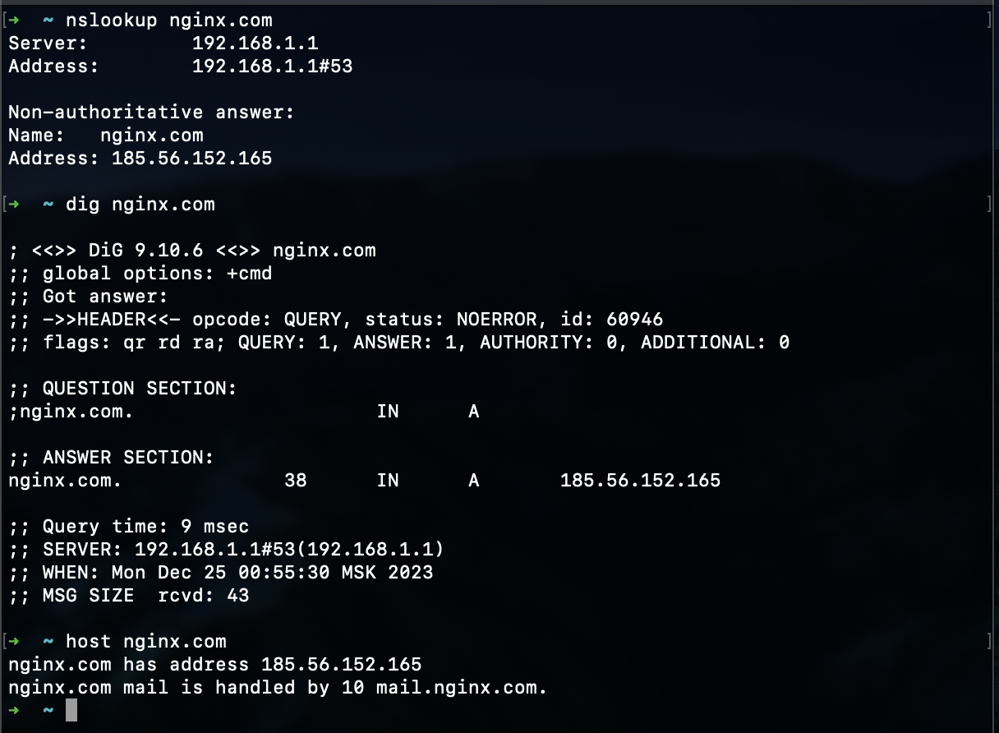 [➜  ~ nslookup nginx.com ]
Server:         192.168.1.1
Address:        192.168.1.1#53

Non-authoritative answer:
Name:   nginx.com
Address: 185.56.152.165

[➜  ~ dig nginx.com ]

; <<>> DiG 9.10.6 <<>> nginx.com
;; global options: +cmd
;; Got answer:
;; ->>HEADER<<- opcode: QUERY, status: NOERROR, id: 60946
;; flags: qr rd ra; QUERY: 1, ANSWER: 1, AUTHORITY: 0, ADDITIONAL: 0

;; QUESTION SECTION:
;nginx.com.                     IN      A

;; ANSWER SECTION:
nginx.com.              38      IN      A       185.56.152.165

;; Query time: 9 msec
;; SERVER: 192.168.1.1#53(192.168.1.1)
;; WHEN: Mon Dec 25 00:55:30 MSK 2023
;; MSG SIZE  rcvd: 43

[➜  ~ host nginx.com ]
nginx.com has address 185.56.152.165
nginx.com mail is handled by 10 mail.nginx.com.
➜  ~